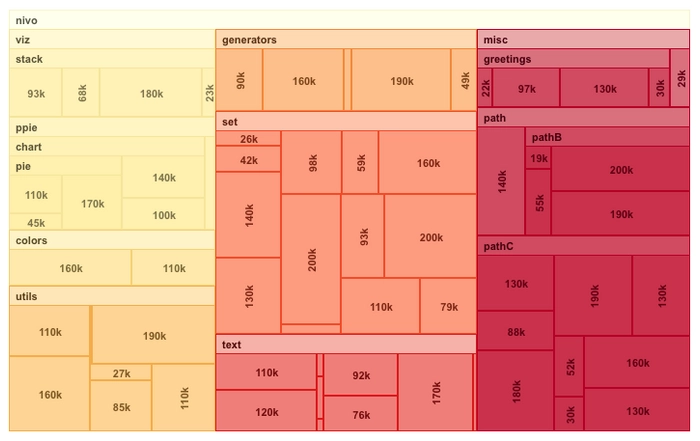 nivo
viz
stack
93k
68k
180k
23k
ppie
chart
pie
110k
45k
170k
140k
100k
colors
160k
110k
utils
110k
160k
190k
27k
85k
110k
generators
90k
160k
190k
49k
set
26k
42k
140k
130k
98k
200k
59k
160k
93k
200k
110k
79k
text
110k
120k
92k
76k
170k
misc
greetings
22k
97k
130k
30k
29k
path
140k
pathB
19k
55k
200k
190k
pathC
130k
88k
180k
190k
130k
52k
30k
160k
130k